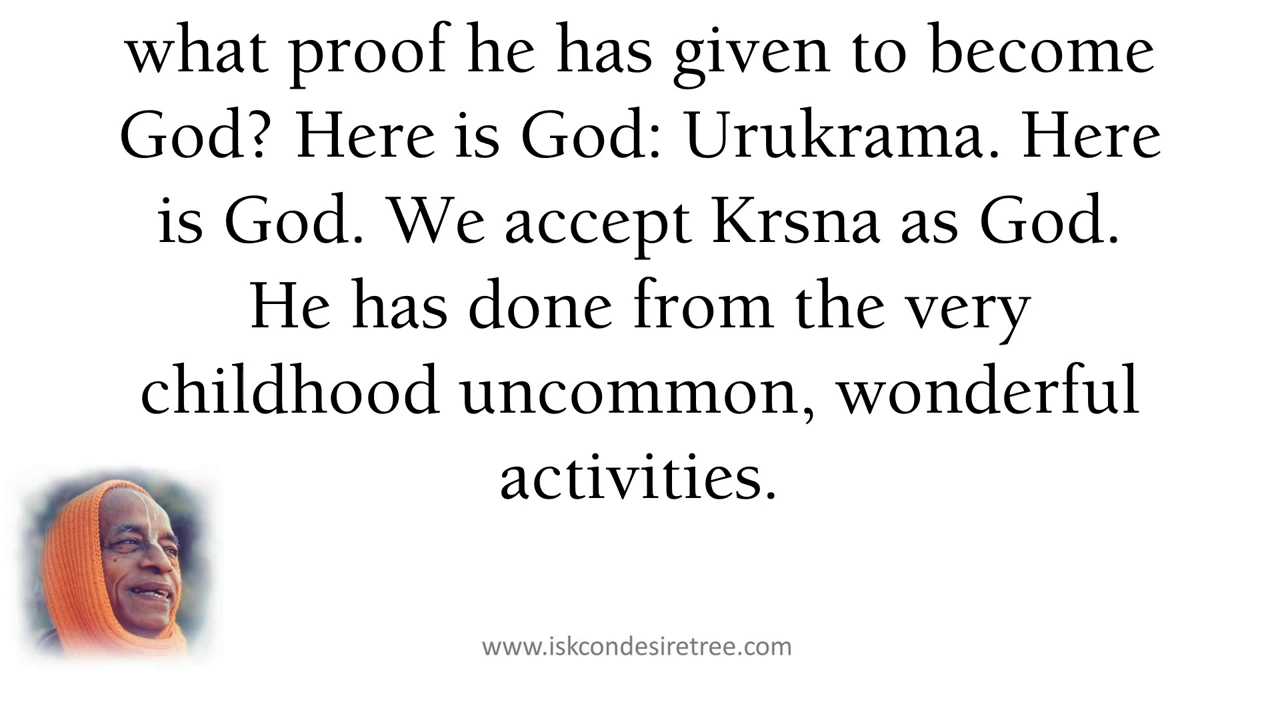 what proof he has given to become
God? Here is God: Urukrama. Here
is God. We accept Krsna as God.
He has done from the very
childhood uncommon, wonderful
activities.
www.iskcondesiretree.com